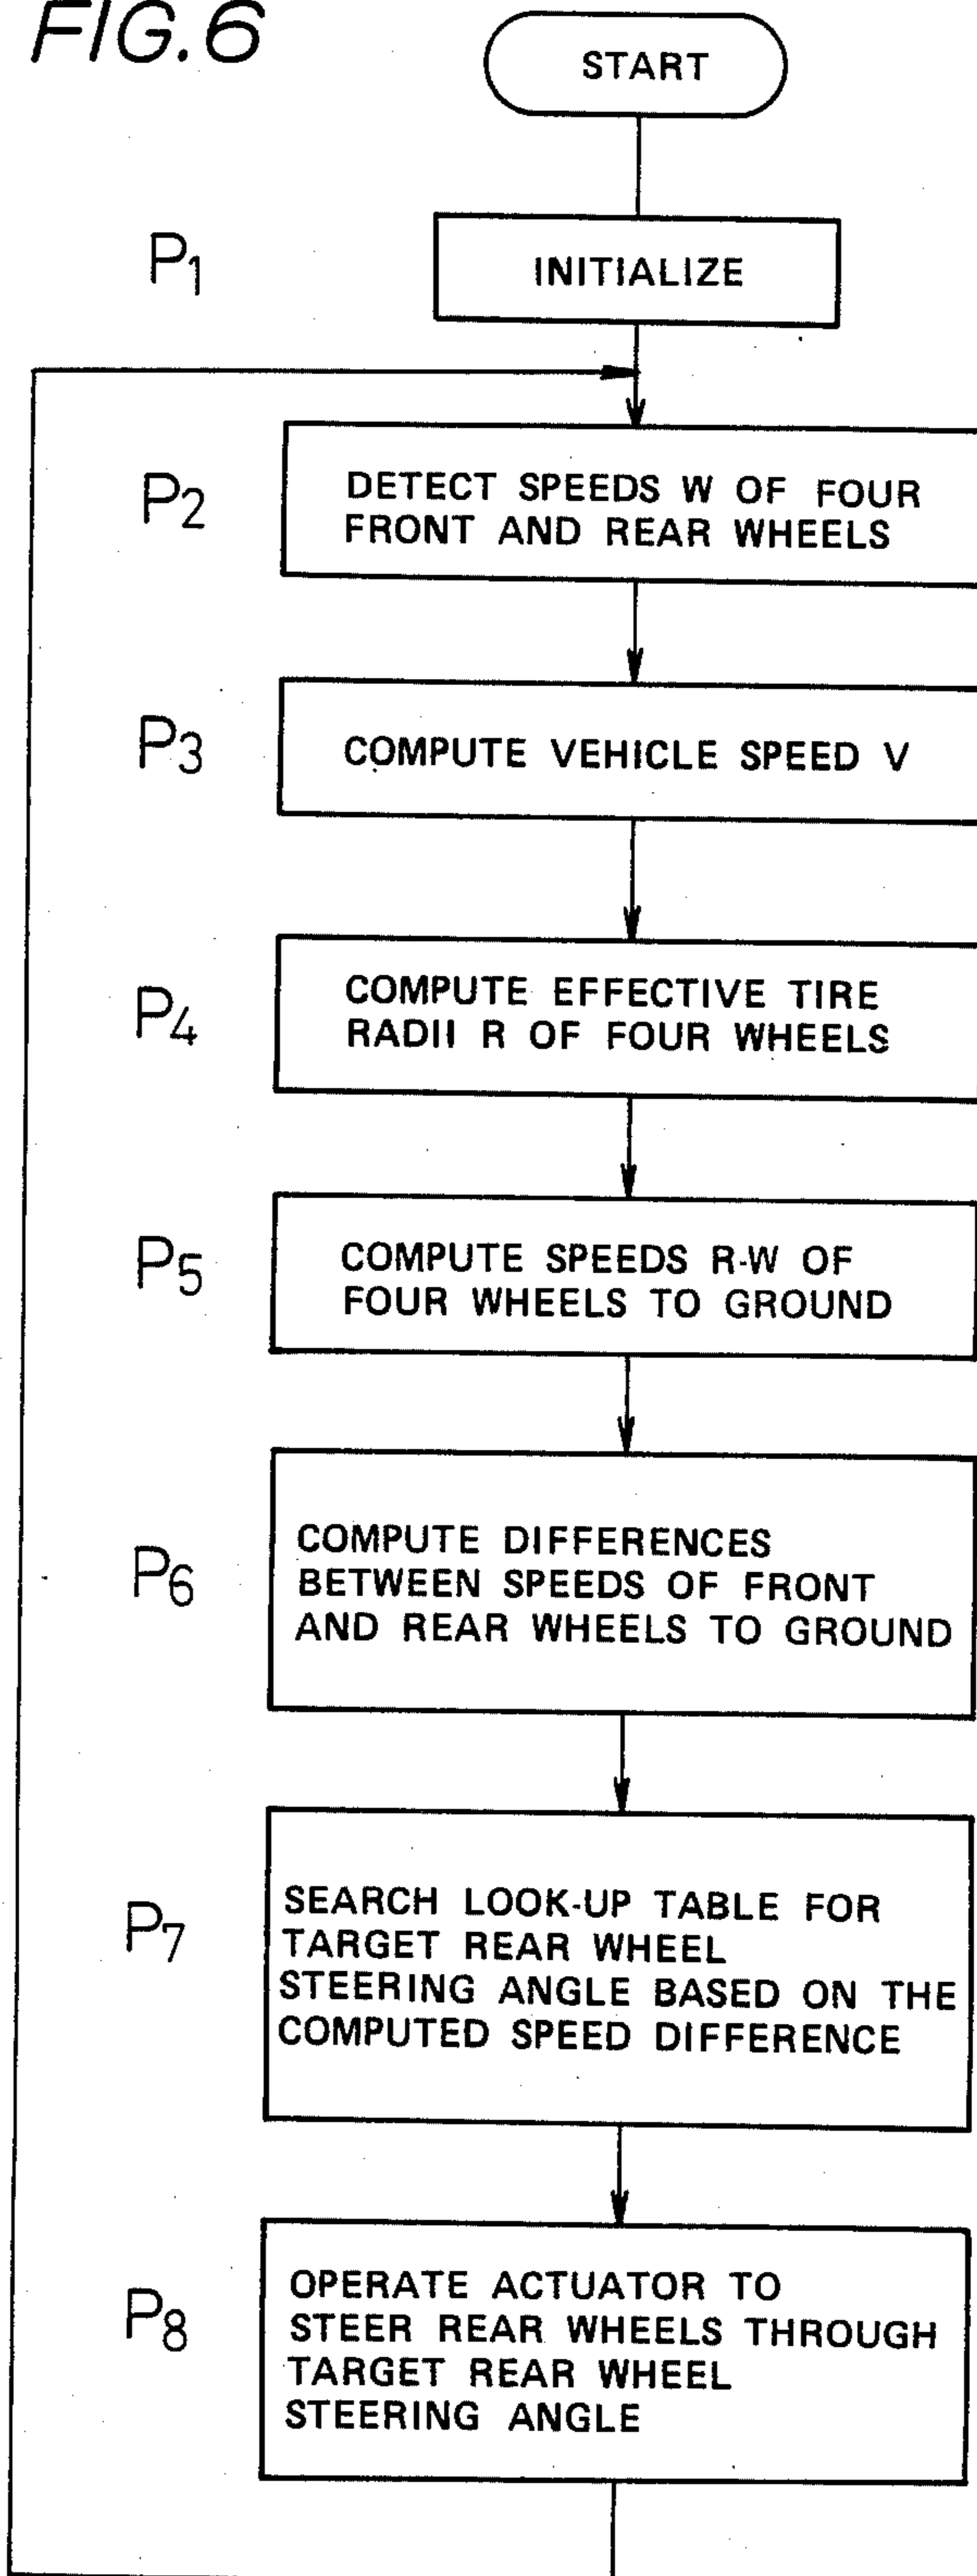 FIG.6
START
P1
INITIALIZE
P2
DETECT SPEEDS W OF FOUR
FRONT AND REAR WHEELS
P3
COMPUTE VEHICLE SPEED V
P4
COMPUTE EFFECTIVE TIRE
RADII R OF FOUR WHEELS
P5
COMPUTE SPEEDS R·W OF
FOUR WHEELS TO GROUND
P6
COMPUTE DIFFERENCES
BETWEEN SPEEDS OF FRONT
AND REAR WHEELS TO GROUND
P7
SEARCH LOOK-UP TABLE FOR
TARGET REAR WHEEL
STEERING ANGLE BASED ON THE
COMPUTED SPEED DIFFERENCE
P8
OPERATE ACTUATOR TO
STEER REAR WHEELS THROUGH
TARGET REAR WHEEL
STEERING ANGLE